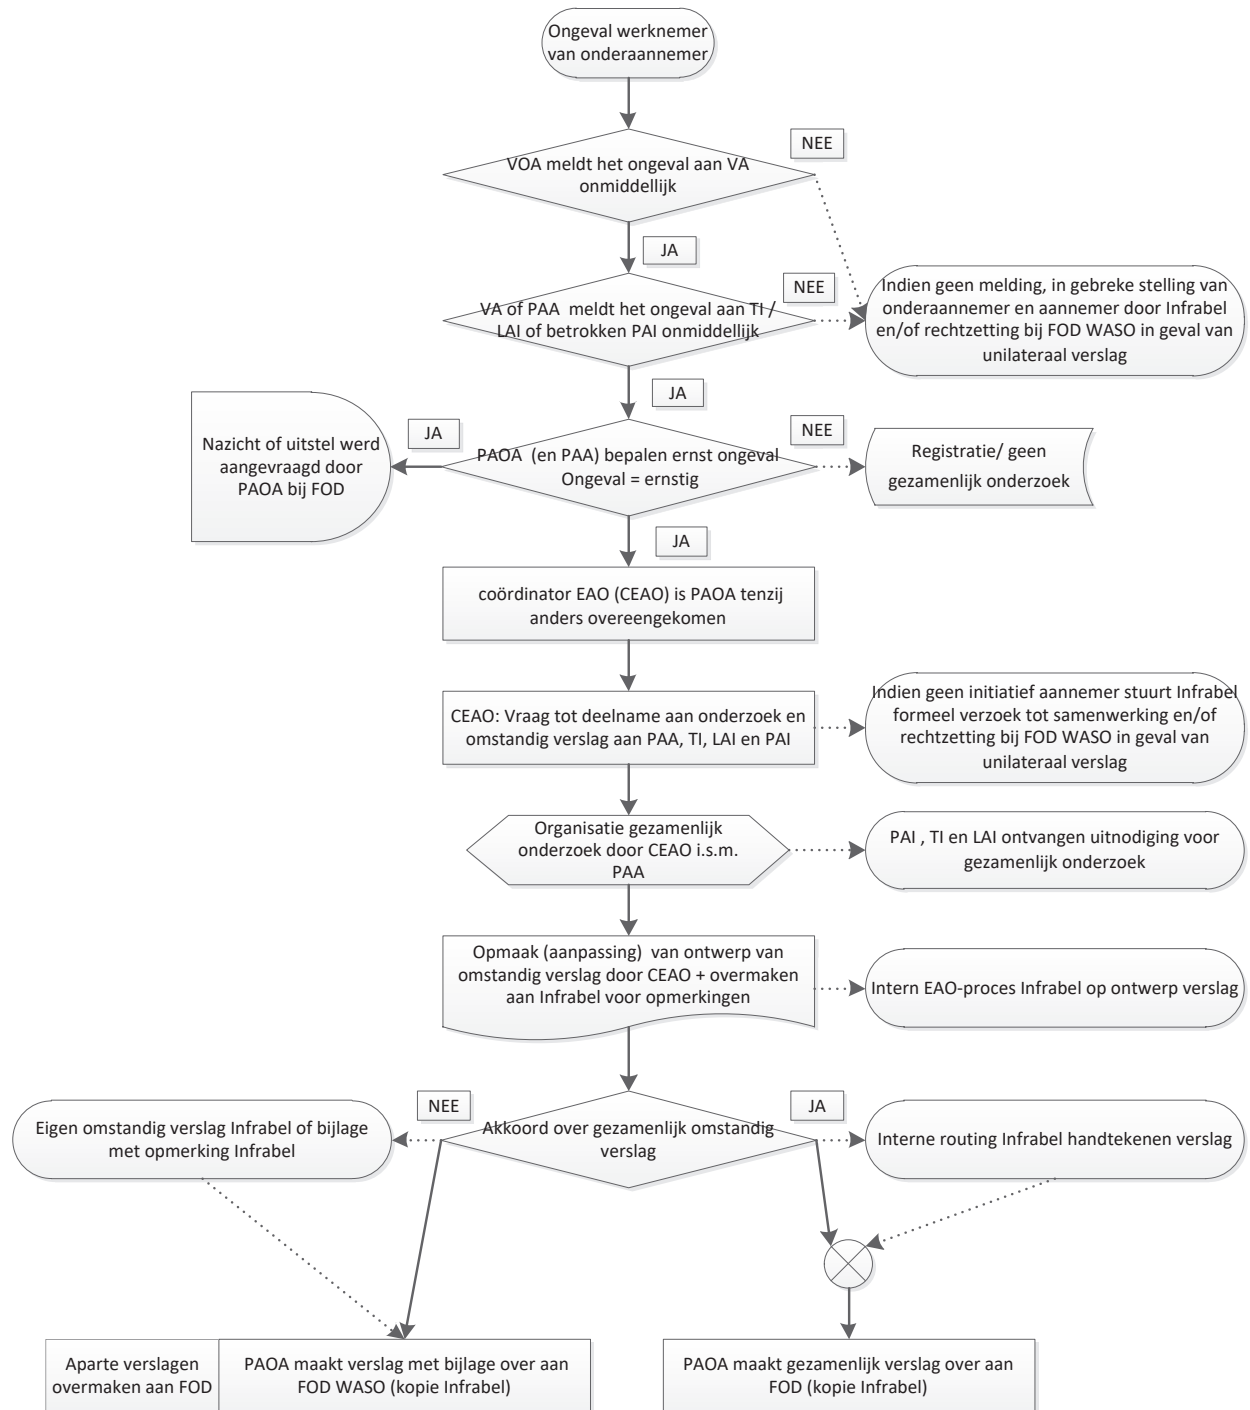 Ongeval werknemer
van onderaannemer
NEE
VOA meldt het ongeval aan VA
onmiddellijk
JA
NEE
VA of PAA  meldt het ongeval aan TI /
LAI of betrokken PAI onmiddellijk
Indien geen melding, in gebreke stelling van
onderaannemer en aannemer door Infrabel
en/of rechtzetting bij FOD WASO in geval van
unilateraal verslag
JA
JA
NEE
Nazicht of uitstel werd
aangevraagd door
PAOA bij FOD
PAOA  (en PAA) bepalen ernst ongeval
Ongeval = ernstig
Registratie/ geen
gezamenlijk onderzoek
JA
coördinator EAO (CEAO) is PAOA tenzij
anders overeengekomen
CEAO: Vraag tot deelname aan onderzoek en
omstandig verslag aan PAA, TI, LAI en PAI
Indien geen initiatief aannemer stuurt Infrabel
formeel verzoek tot samenwerking en/of
rechtzetting bij FOD WASO in geval van
unilateraal verslag
Organisatie gezamenlijk
onderzoek door CEAO i.s.m.
PAA
PAI , TI en LAI ontvangen uitnodiging voor
gezamenlijk onderzoek
Opmaak (aanpassing)  van ontwerp van
omstandig verslag door CEAO + overmaken
aan Infrabel voor opmerkingen
Intern EAO-proces Infrabel op ontwerp verslag
NEE
JA
Eigen omstandig verslag Infrabel of bijlage
met opmerking Infrabel
Akkoord over gezamenlijk omstandig
verslag
Interne routing Infrabel handtekenen verslag
Aparte verslagen
overmaken aan FOD
PAOA maakt verslag met bijlage over aan
FOD WASO (kopie Infrabel)
PAOA maakt gezamenlijk verslag over aan
FOD (kopie Infrabel)